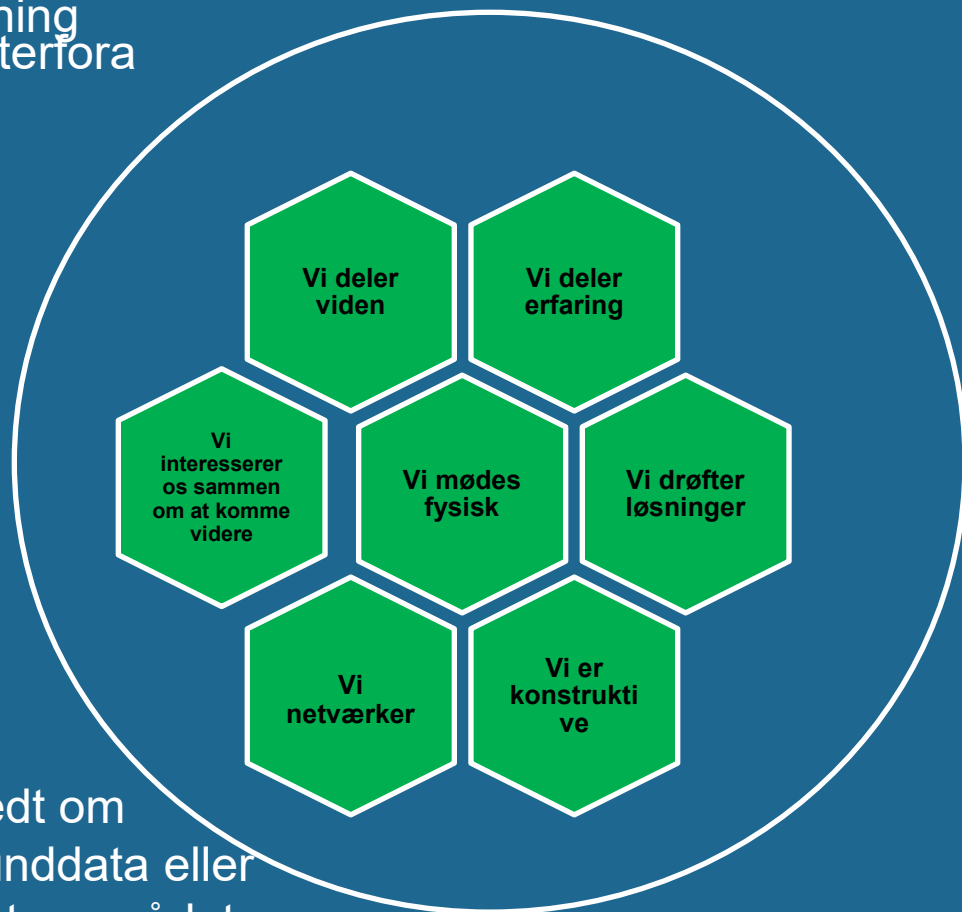 ning
terfora
Vi deler
viden
Vi deler
erfaring
Vi
interesserer
os sammen
om at komme
videre
Vi mødes
fysisk
Vi drøfter
løsninger
Vi
netværker
Vi er
konstrukti
ve
edt om
nddata eller